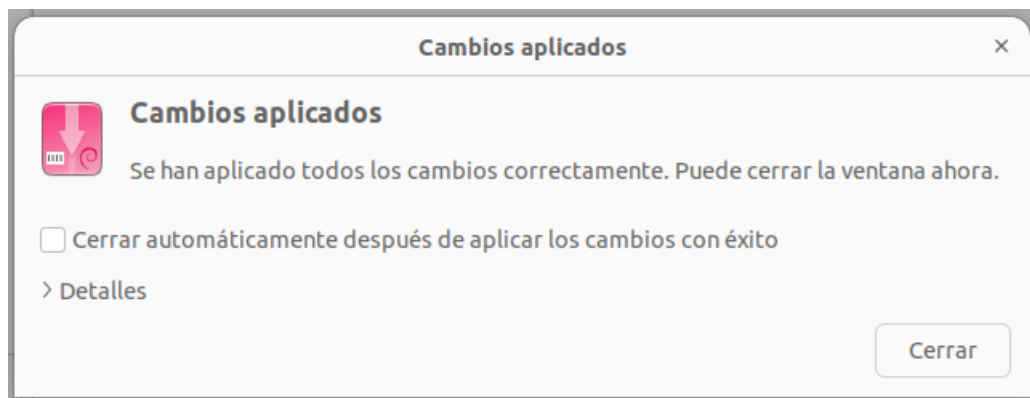 Cambios aplicados
Cambios aplicados
Se han aplicado todos los cambios correctamente. Puede cerrar la ventana ahora.
Cerrar automáticamente después de aplicar los cambios con éxito
Detalles
Cerrar